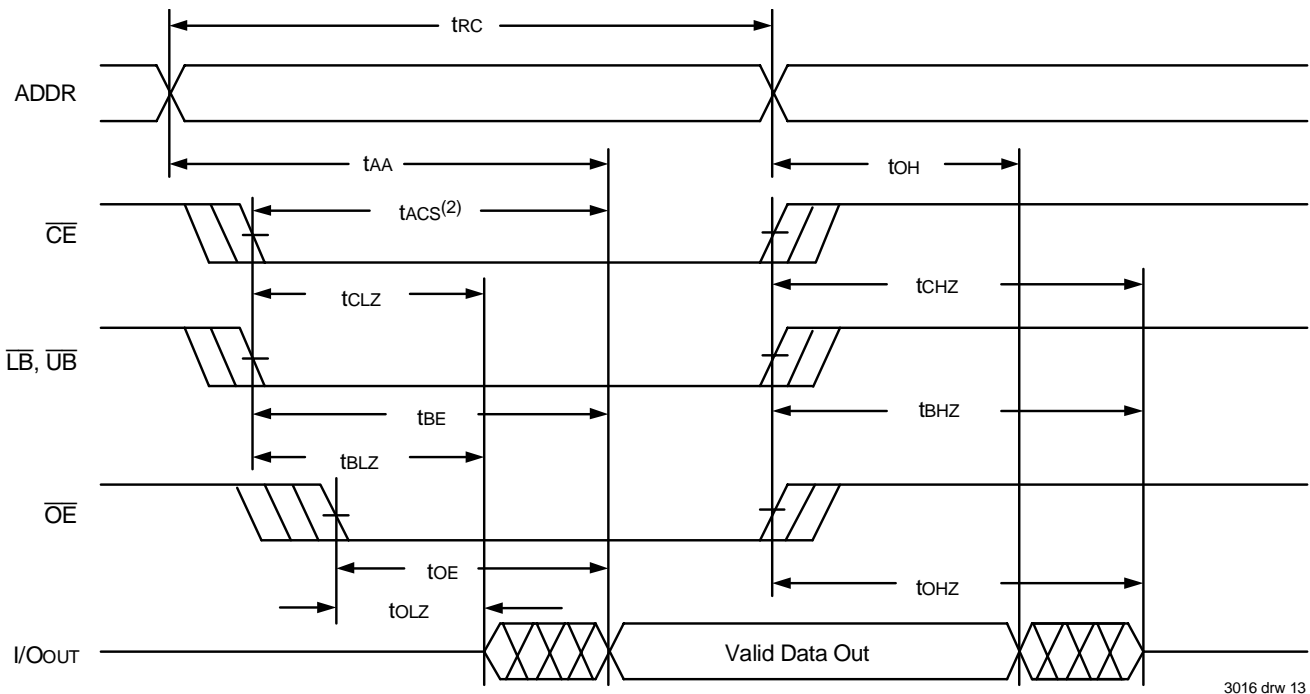 tRC
ADDR
tAA
tOH
tACS(2)
CE
tCLZ
tCHZ
LB, UB
tBE
tBHZ
tBLZ
OE
tOE
tOHZ
tOLZ
I/OOUT
Valid Data Out
3016 drw 13